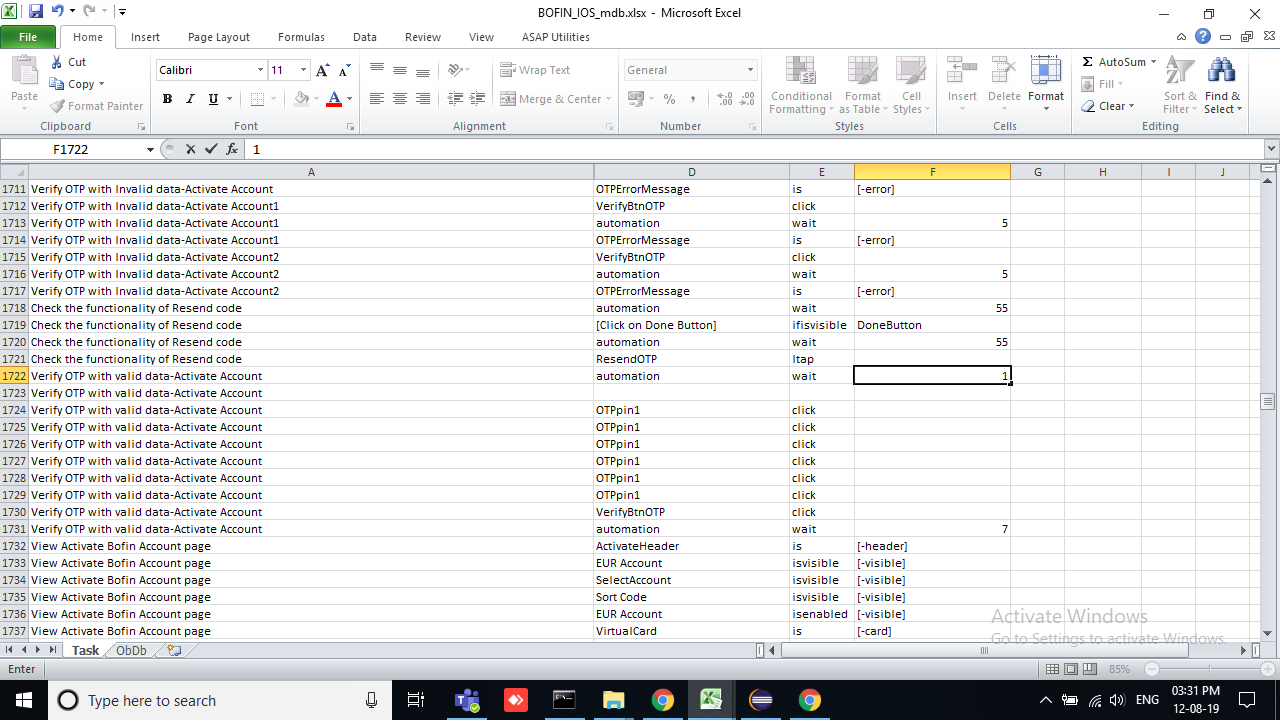 BOFIN_IOS_mdb.xlsx - Microsoft Excel
File Home Insert Page Layout Formulas Data Review View ASAP Utilities
Paste Cut Copy Format Painter Clipboard
Calibri 11 A A B I U A Font
Wrap Text Merge & Center Alignment
General % , .00 .0 Number
Conditional Formatting Format as Table Cell Styles Styles
Insert Delete Format Cells
Σ AutoSum Fill Clear Sort & Filter Find & Select Editing
F1722 fx 1
A D E F G H I J
1711 Verify OTP with Invalid data-Activate Account OTPErrorMessage is [-error]
1712 Verify OTP with Invalid data-Activate Account1 VerifyBtnOTP click
1713 Verify OTP with Invalid data-Activate Account1 automation wait 5
1714 Verify OTP with Invalid data-Activate Account1 OTPErrorMessage is [-error]
1715 Verify OTP with Invalid data-Activate Account2 VerifyBtnOTP click
1716 Verify OTP with Invalid data-Activate Account2 automation wait 5
1717 Verify OTP with Invalid data-Activate Account2 OTPErrorMessage is [-error]
1718 Check the functionality of Resend code automation wait 55
1719 Check the functionality of Resend code [Click on Done Button] ifisvisible DoneButton
1720 Check the functionality of Resend code automation wait 55
1721 Check the functionality of Resend code ResendOTP ltap
1722 Verify OTP with valid data-Activate Account automation wait 1
1723 Verify OTP with valid data-Activate Account
1724 Verify OTP with valid data-Activate Account OTPpin1 click
1725 Verify OTP with valid data-Activate Account OTPpin1 click
1726 Verify OTP with valid data-Activate Account OTPpin1 click
1727 Verify OTP with valid data-Activate Account OTPpin1 click
1728 Verify OTP with valid data-Activate Account OTPpin1 click
1729 Verify OTP with valid data-Activate Account OTPpin1 click
1730 Verify OTP with valid data-Activate Account VerifyBtnOTP click
1731 Verify OTP with valid data-Activate Account automation wait 7
1732 View Activate Bofin Account page ActivateHeader is [-header]
1733 View Activate Bofin Account page EUR Account isvisible [-visible]
1734 View Activate Bofin Account page SelectAccount isvisible [-visible]
1735 View Activate Bofin Account page Sort Code isvisible [-visible]
1736 View Activate Bofin Account page EUR Account isenabled [-visible]
1737 View Activate Bofin Account page VirtualCard is [-card]
Activate Windows
Go to Settings to activate Windows.
Task ObDb
Enter 85%
Type here to search ENG 03:31 PM
12-08-19